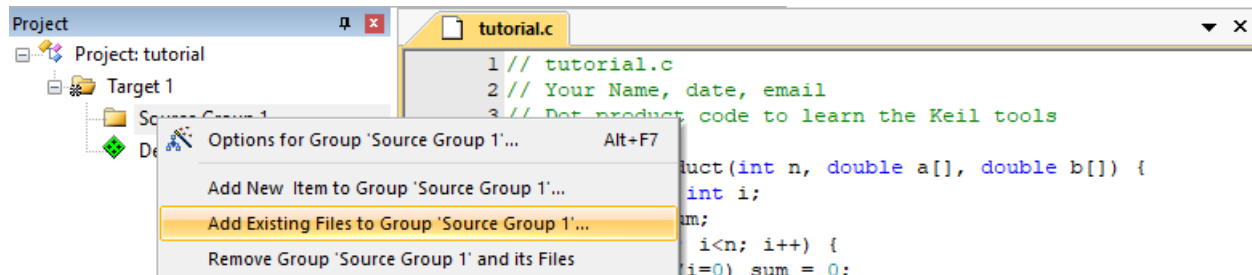 Project
tutorial.c
Project: tutorial
Target 1
Source Group 1
De
1 // tutorial.c
2 // Your Name, date, email
3 // Dot product code to learn the Keil tools
uct(int n, double a[], double b[]) {
int i;
um;
i<n; i++) {
i=0) sum = 0;
Options for Group 'Source Group 1'... Alt+F7
Add New Item to Group 'Source Group 1'...
Add Existing Files to Group 'Source Group 1'...
Remove Group 'Source Group 1' and its Files